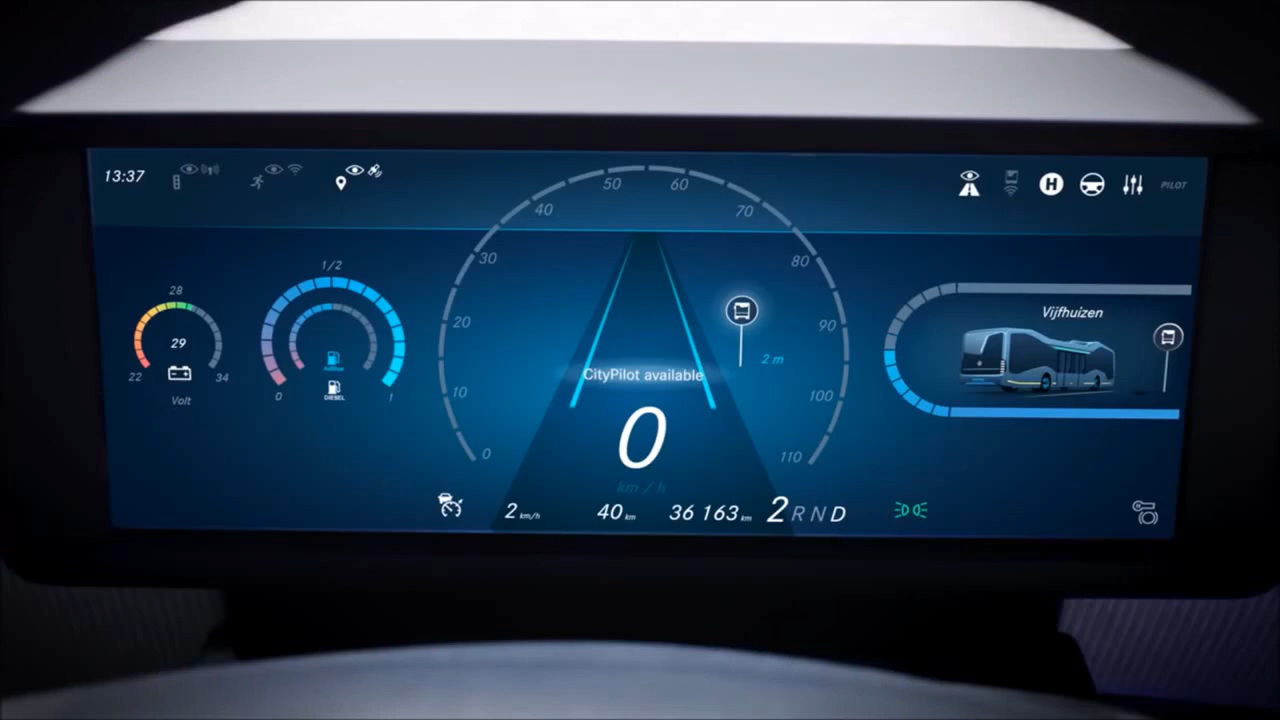 13:37
H
PILOT
50 60
40 70
30 80
20 90
10 100
0 110
28
29
22 34
Volt
1/2
DIESEL
0 1
2 m
CityPilot available
0
km / h
Vijfhuizen
2 km/h 40 km 36 163 km 2 R N D